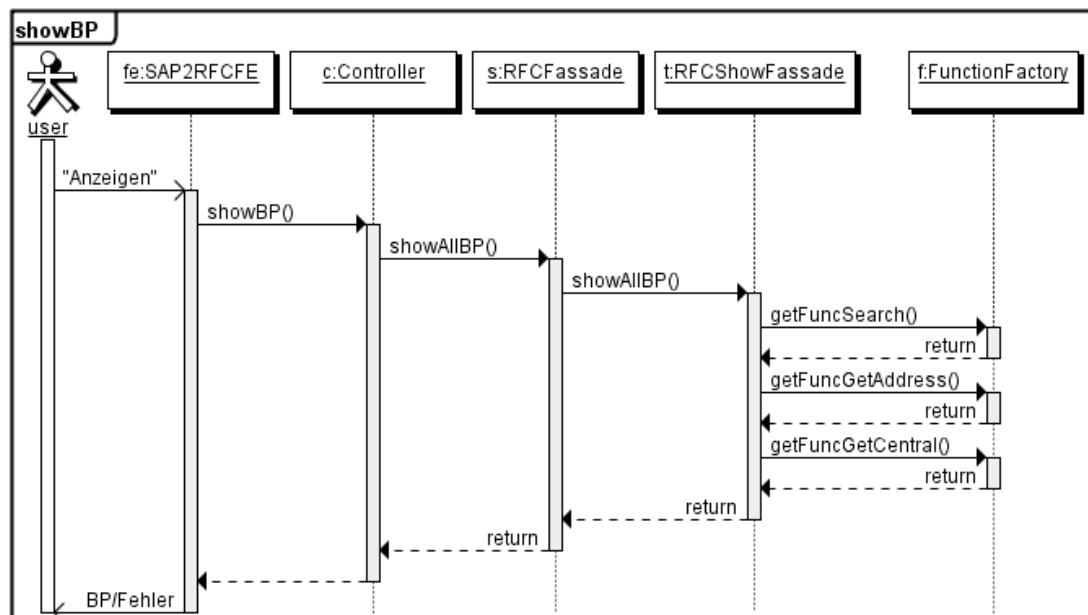 showBP
fe:SAP2RFCFE
c:Controller
s:RFCFassade
t:RFCShowFassade
f:FunctionFactory
user
"Anzeigen"
showBP()
showAllBP()
showAllBP()
getFuncSearch()
return
getFuncGetAddress()
return
getFuncGetCentral()
return
return
return
BP/Fehler